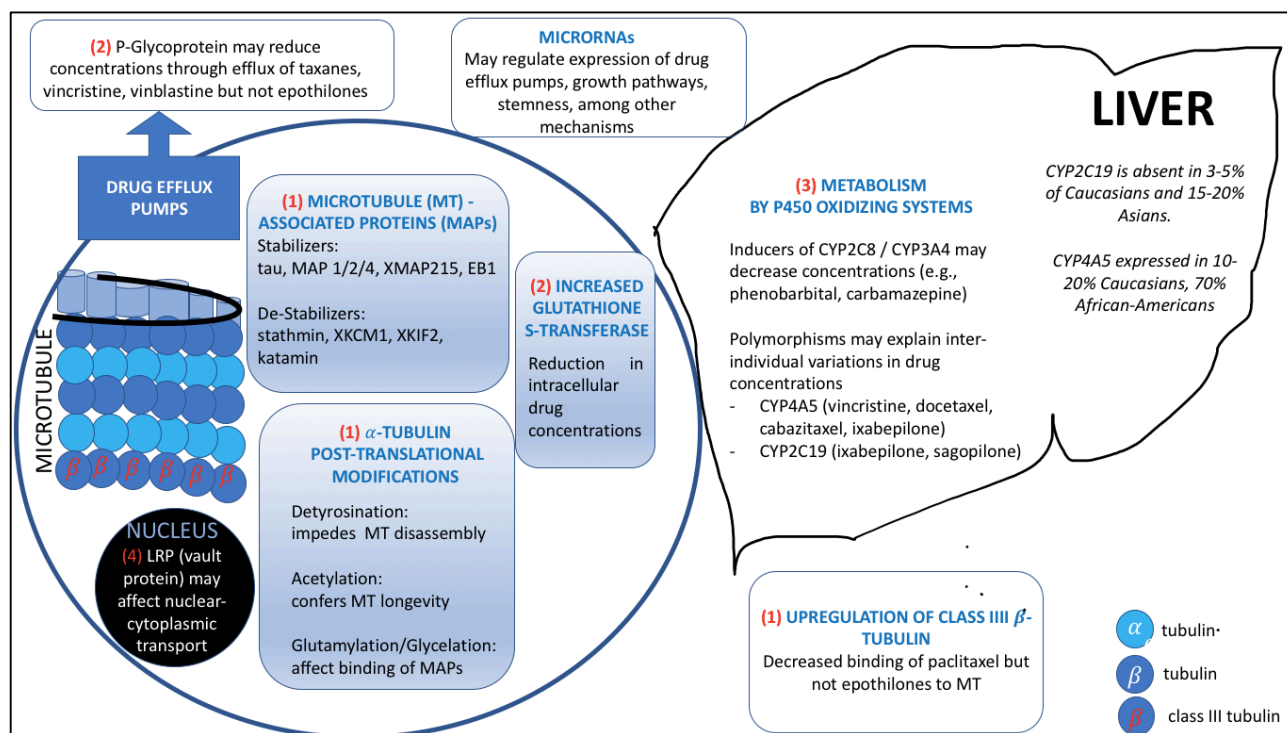 (2) P-Glycoprotein may reduce
concentrations through efflux of taxanes,
vincristine, vinblastine but not epothilones
DRUG EFFLUX
PUMPS
MICROTUBULE
β β β β β β
NUCLEUS
(4) LRP (vault
protein) may
affect nuclear-
cytoplasmic
transport
(1) MICROTUBULE (MT) -
ASSOCIATED PROTEINS (MAPs)
Stabilizers:
tau, MAP 1/2/4, XMAP215, EB1
De-Stabilizers:
stathmin, XKCM1, XKIF2,
katamin
(1) α-TUBULIN
POST-TRANSLATIONAL
MODIFICATIONS
Detyrosination:
impedes MT disassembly
Acetylation:
confers MT longevity
Glutamylation/Glycelation:
affect binding of MAPs
(2) INCREASED
GLUTATHIONE
S-TRANSFERASE
Reduction in
intracellular
drug
concentrations
MICRORNAs
May regulate expression of drug
efflux pumps, growth pathways,
stemness, among other
mechanisms
LIVER
(3) METABOLISM
BY P450 OXIDIZING SYSTEMS
Inducers of CYP2C8 / CYP3A4 may
decrease concentrations (e.g.,
phenobarbital, carbamazepine)
Polymorphisms may explain inter-
individual variations in drug
concentrations
- CYP4A5 (vincristine, docetaxel,
cabazitaxel, ixabepilone)
- CYP2C19 (ixabepilone, sagopilone)
CYP2C19 is absent in 3-5%
of Caucasians and 15-20%
Asians.
CYP4A5 expressed in 10-
20% Caucasians, 70%
African-Americans
(1) UPREGULATION OF CLASS IIII β-
TUBULIN
Decreased binding of paclitaxel but
not epothilones to MT
α tubulin
β tubulin
β class III tubulin